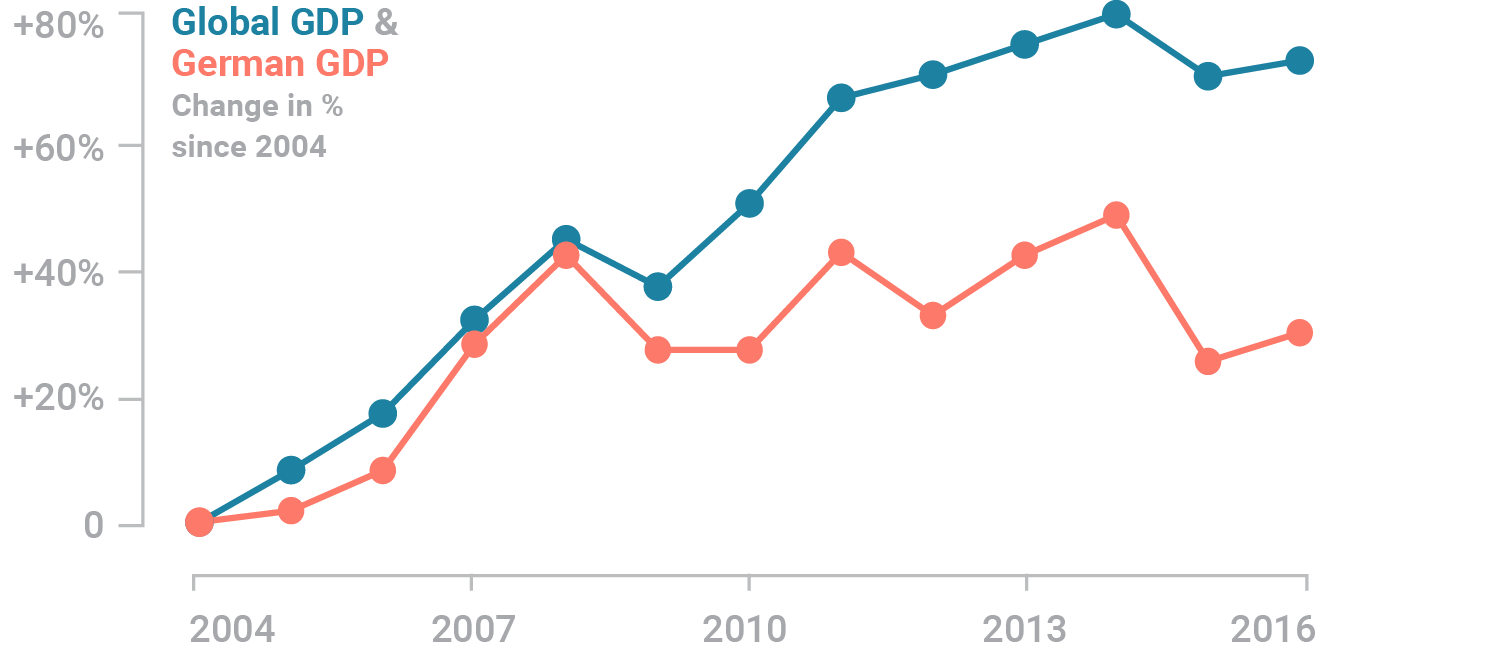 Global GDP &
German GDP
Change in %
since 2004
+80%
+60%
+40%
+20%
0
2004 2007 2010 2013 2016